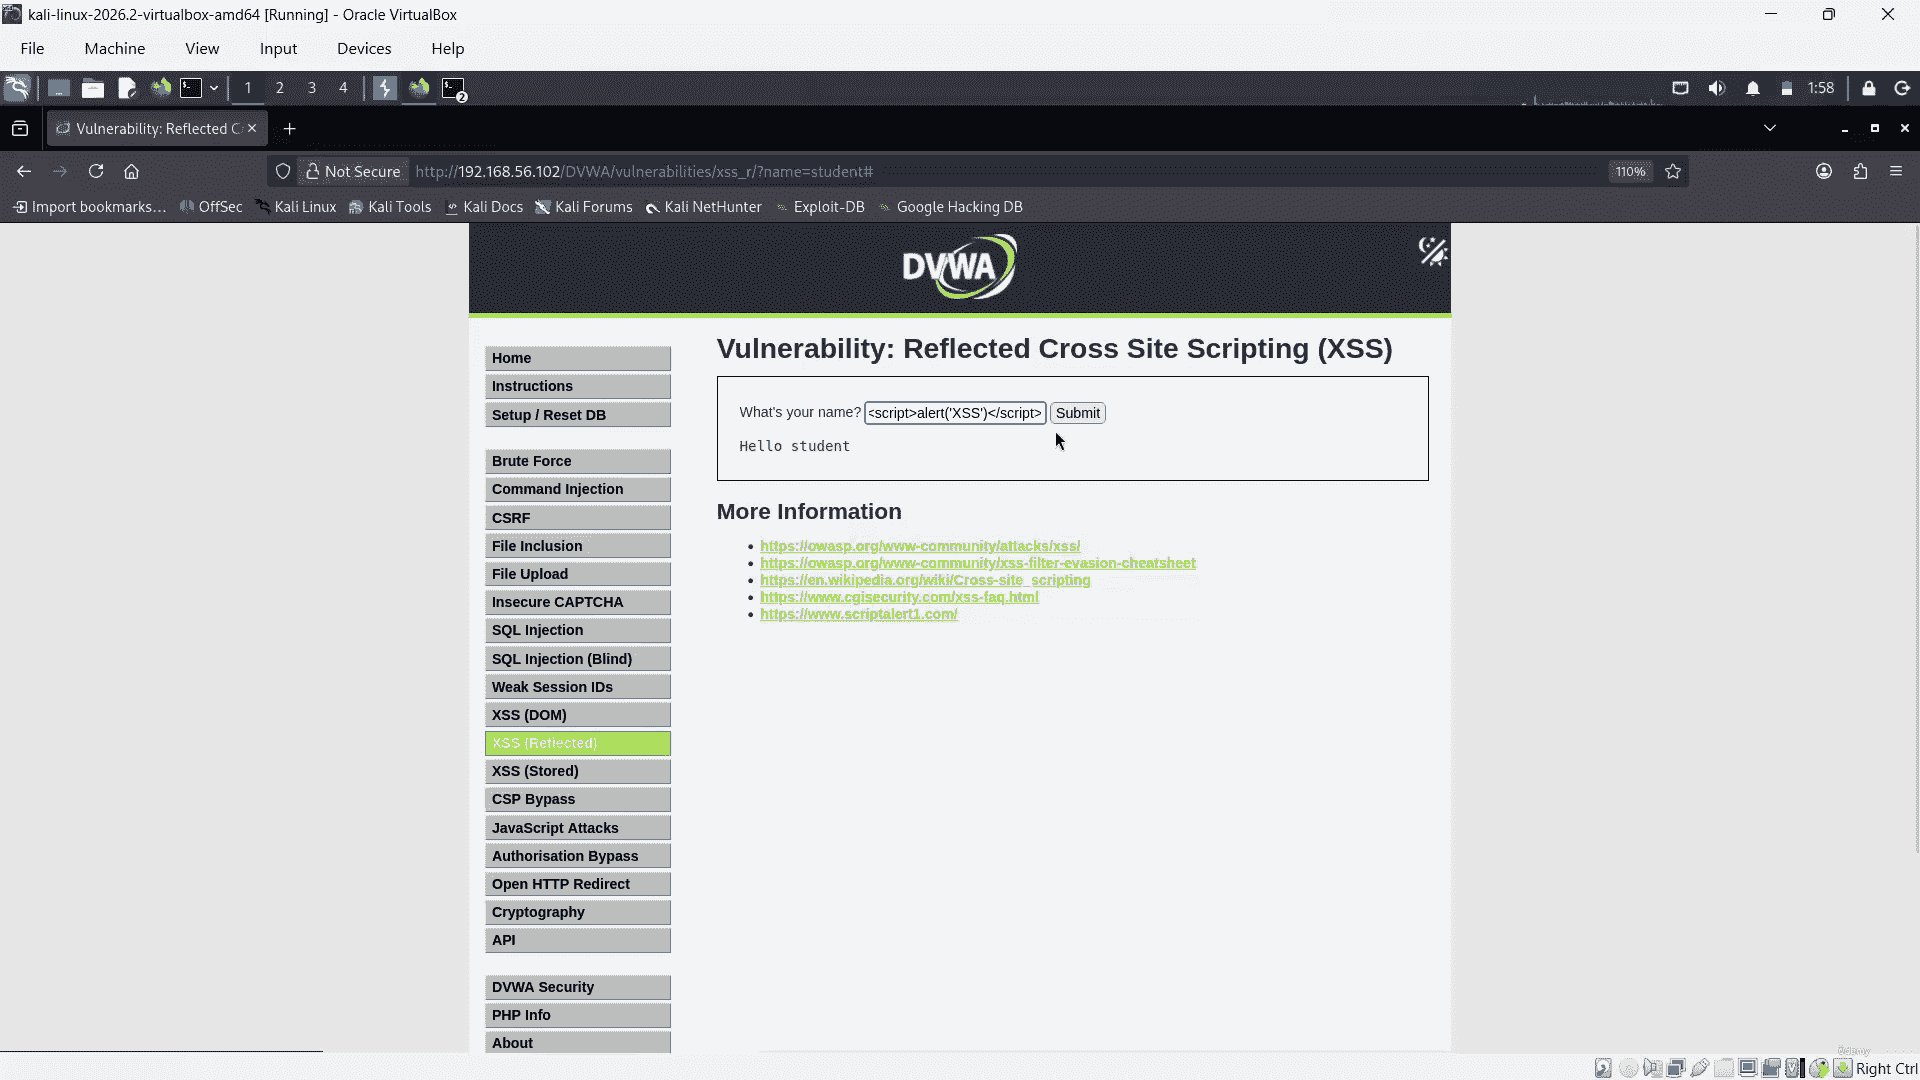 kali-linux-2026.2-virtualbox-amd64 [Running] - Oracle VirtualBox
File Machine View Input Devices Help
1 2 3 4 2 1:58
Vulnerability: Reflected C
Not Secure http://192.168.56.102/DVWA/vulnerabilities/xss_r/?name=student# 110%
Import bookmarks... OffSec Kali Linux Kali Tools Kali Docs Kali Forums Kali NetHunter Exploit-DB Google Hacking DB
DVWA
Home
Instructions
Setup / Reset DB
Brute Force
Command Injection
CSRF
File Inclusion
File Upload
Insecure CAPTCHA
SQL Injection
SQL Injection (Blind)
Weak Session IDs
XSS (DOM)
XSS (Reflected)
XSS (Stored)
CSP Bypass
JavaScript Attacks
Authorisation Bypass
Open HTTP Redirect
Cryptography
API
DVWA Security
PHP Info
About
Vulnerability: Reflected Cross Site Scripting (XSS)
What's your name? <script>alert('XSS')</script> Submit
Hello student
More Information
https://owasp.org/www-community/attacks/xss/
https://owasp.org/www-community/xss-filter-evasion-cheatsheet
https://en.wikipedia.org/wiki/Cross-site_scripting
https://www.cgisecurity.com/xss-faq.html
https://www.scriptalert1.com/
Udemy
Right Ctrl